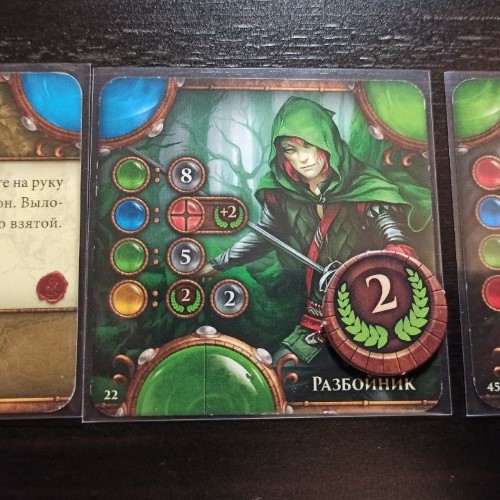 те на руку
он. Выло-
о взятой.
8
+2
5
2
2
2
22
Разбойник
45